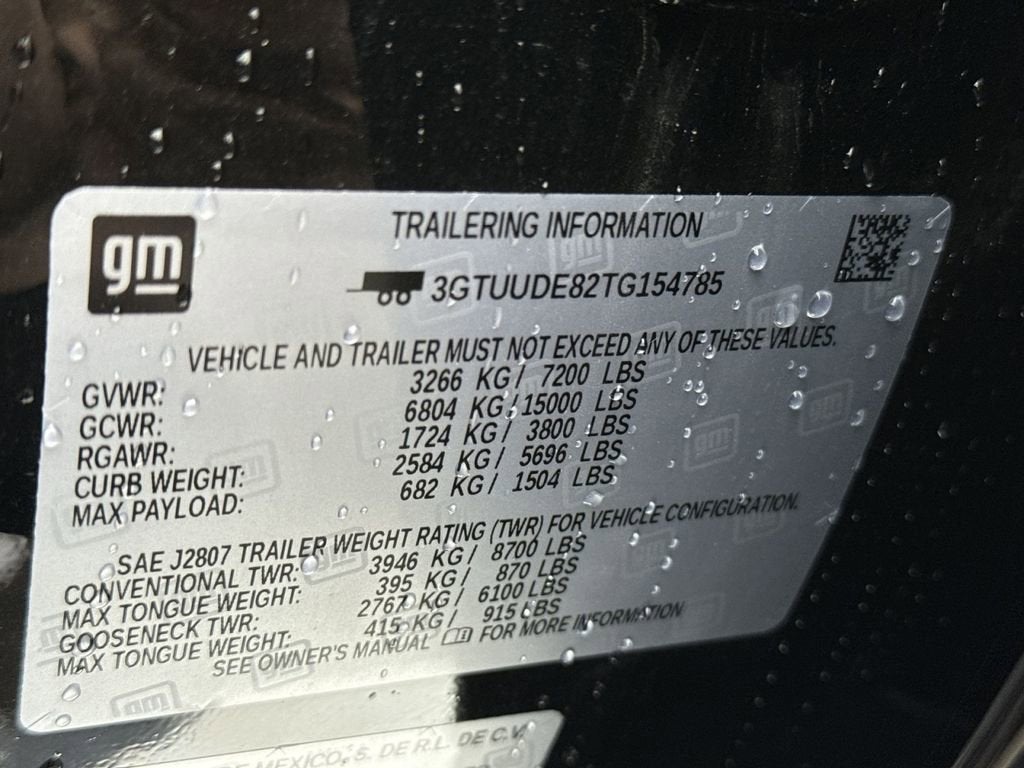 gm
TRAILERING INFORMATION
3GTUUDE82TG154785
VEHICLE AND TRAILER MUST NOT EXCEED ANY OF THESE VALUES.
GVWR: 3266 KG/ 7200 LBS
GCWR: 6804 KG/15000 LBS
RGAWR: 1724 KG/ 3800 LBS
CURB WEIGHT: 2584 KG/ 5696 LBS
MAX PAYLOAD: 682 KG/ 1504 LBS
SAE J2807 TRAILER WEIGHT RATING (TWR) FOR VEHICLE CONFIGURATION.
CONVENTIONAL TWR: 3946 KG/ 8700 LBS
MAX TONGUE WEIGHT: 395 KG/ 870 LBS
GOOSENECK TWR: 2767 KG/ 6100 LBS
MAX TONGUE WEIGHT: 415 KG/ 915 LBS
SEE OWNER'S MANUAL FOR MORE INFORMATION
DE MEXICO, S. DE R.L. DE C.V.